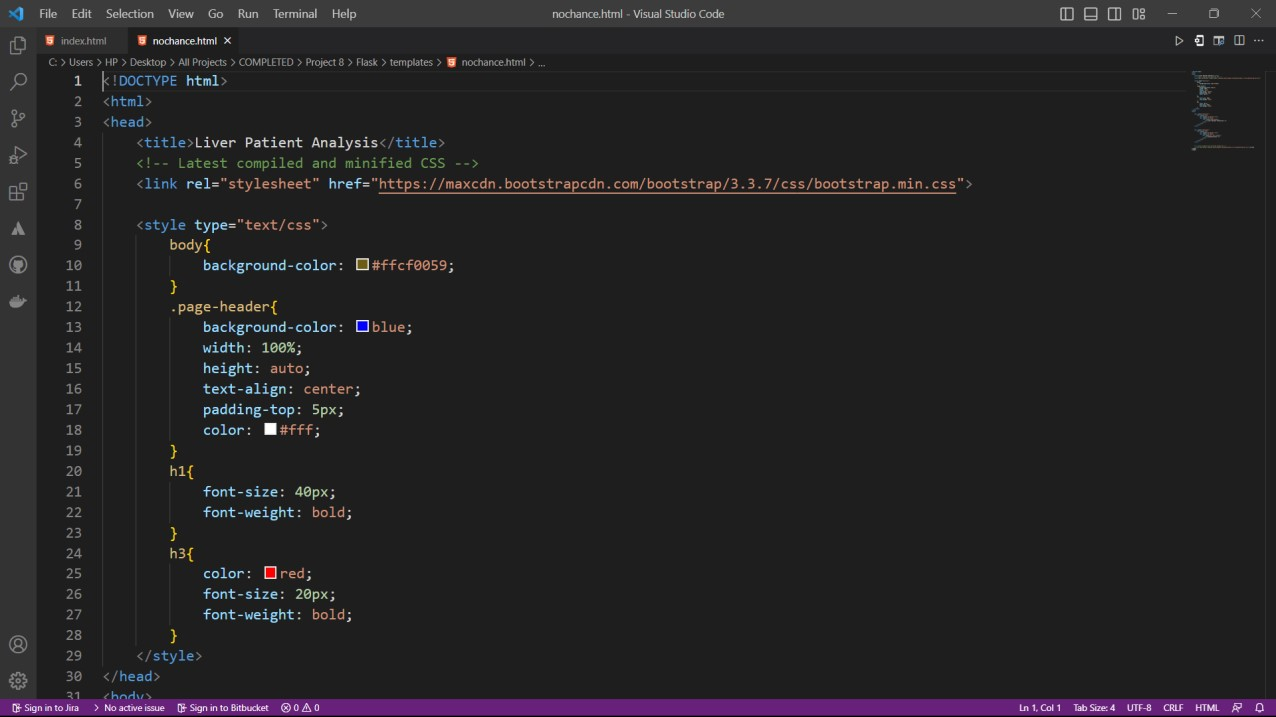 File Edit Selection View Go Run Terminal Help nochance.html - Visual Studio Code
index.html nochance.html
C: > Users > HP > Desktop > All Projects > COMPLETED > Project 8 > Flask > templates > nochance.html > ...
1 <!DOCTYPE html>
2 <html>
3 <head>
4 <title>Liver Patient Analysis</title>
5 <!-- Latest compiled and minified CSS -->
6 <link rel="stylesheet" href="https://maxcdn.bootstrapcdn.com/bootstrap/3.3.7/css/bootstrap.min.css">
7
8 <style type="text/css">
9 body{
10 background-color: #ffcf0059;
11 }
12 .page-header{
13 background-color: blue;
14 width: 100%;
15 height: auto;
16 text-align: center;
17 padding-top: 5px;
18 color: #fff;
19 }
20 h1{
21 font-size: 40px;
22 font-weight: bold;
23 }
24 h3{
25 color: red;
26 font-size: 20px;
27 font-weight: bold;
28 }
29 </style>
30 </head>
31 <body>
Sign in to Jira > No active issue Sign in to Bitbucket 0 0 Ln 1, Col 1 Tab Size: 4 UTF-8 CRLF HTML